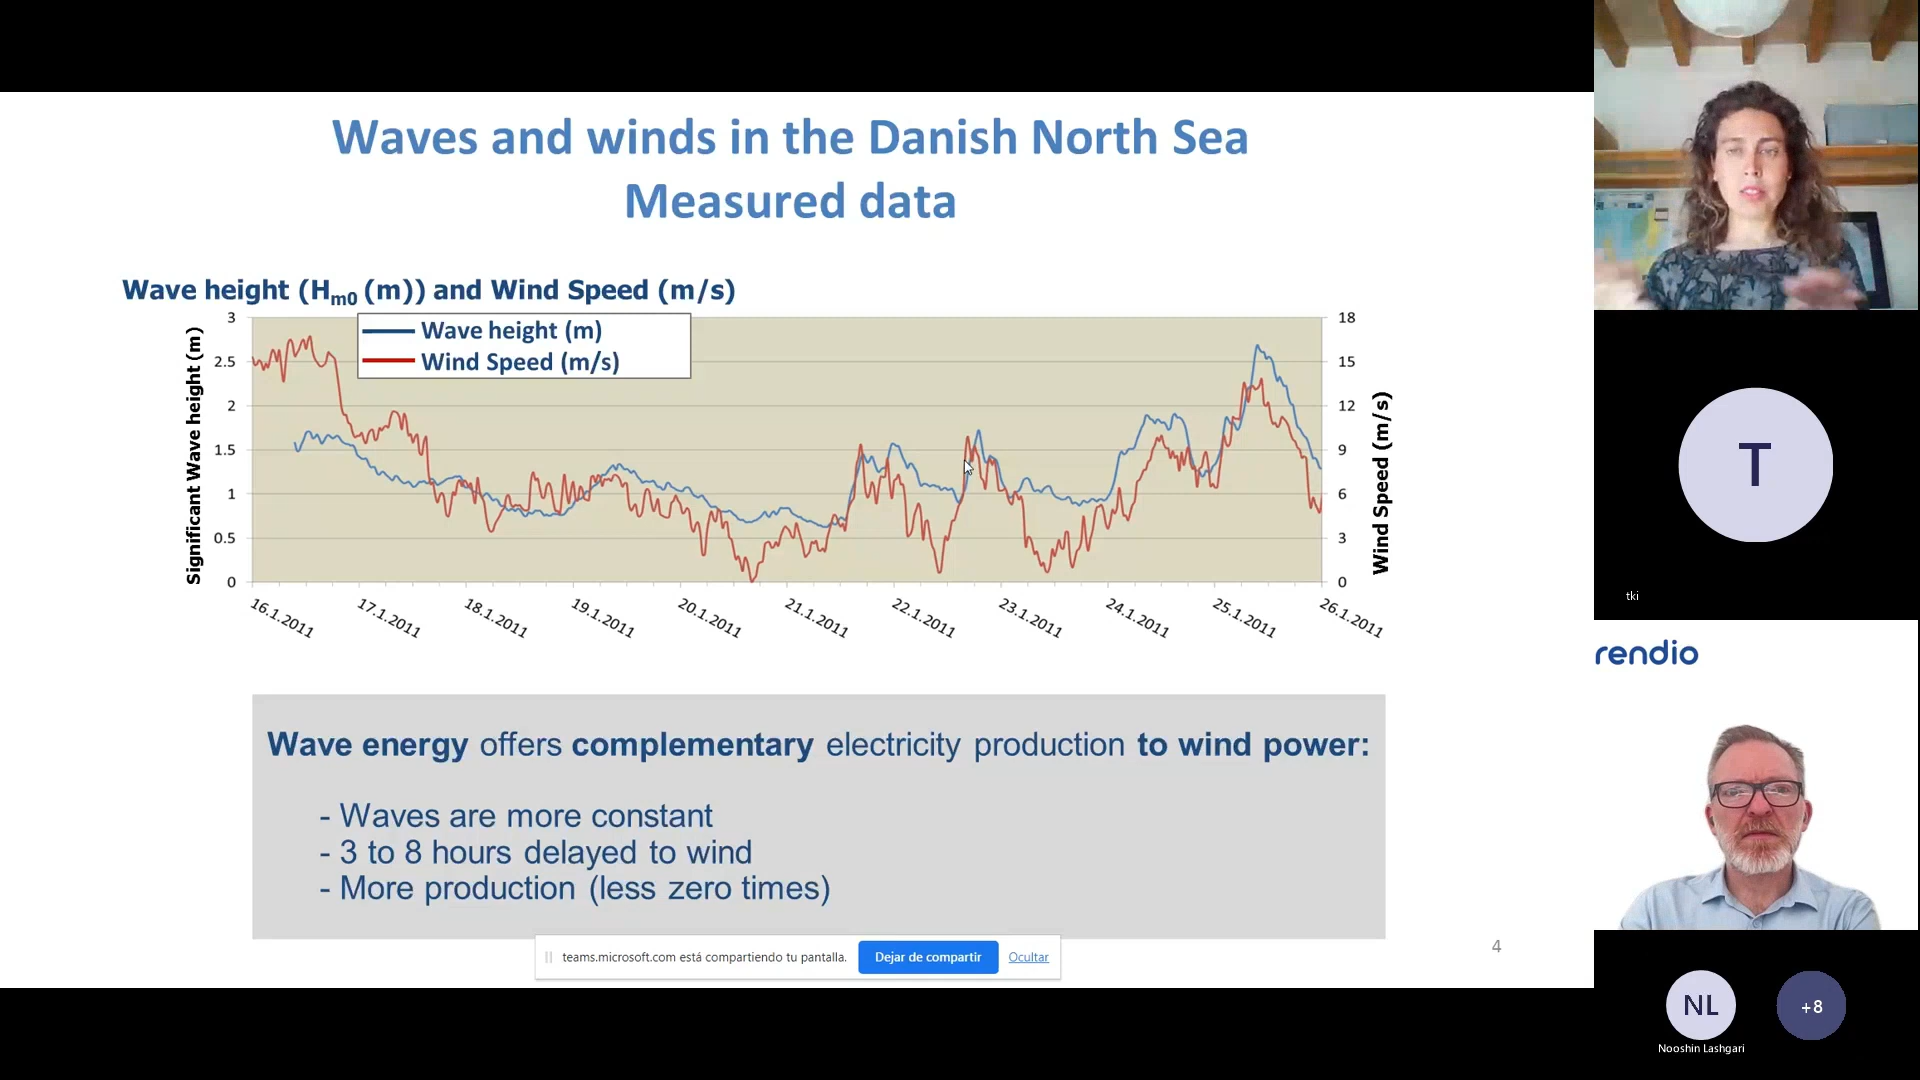 Waves and winds in the Danish North Sea
Measured data
Wave height (Hm0 (m)) and Wind Speed (m/s)
Wave height (m)
Wind Speed (m/s)
Significant Wave height (m)
3
2.5
2
1.5
1
0.5
0
18
15
12
9
6
3
0
Wind Speed (m/s)
16.1.2011
17.1.2011
18.1.2011
19.1.2011
20.1.2011
21.1.2011
22.1.2011
23.1.2011
24.1.2011
25.1.2011
26.1.2011
Wave energy offers complementary electricity production to wind power:
- Waves are more constant
- 3 to 8 hours delayed to wind
- More production (less zero times)
teams.microsoft.com está compartiendo tu pantalla.
Dejar de compartir
Ocultar
4
T
tki
rendio
NL
Nooshin Lashgari
+8